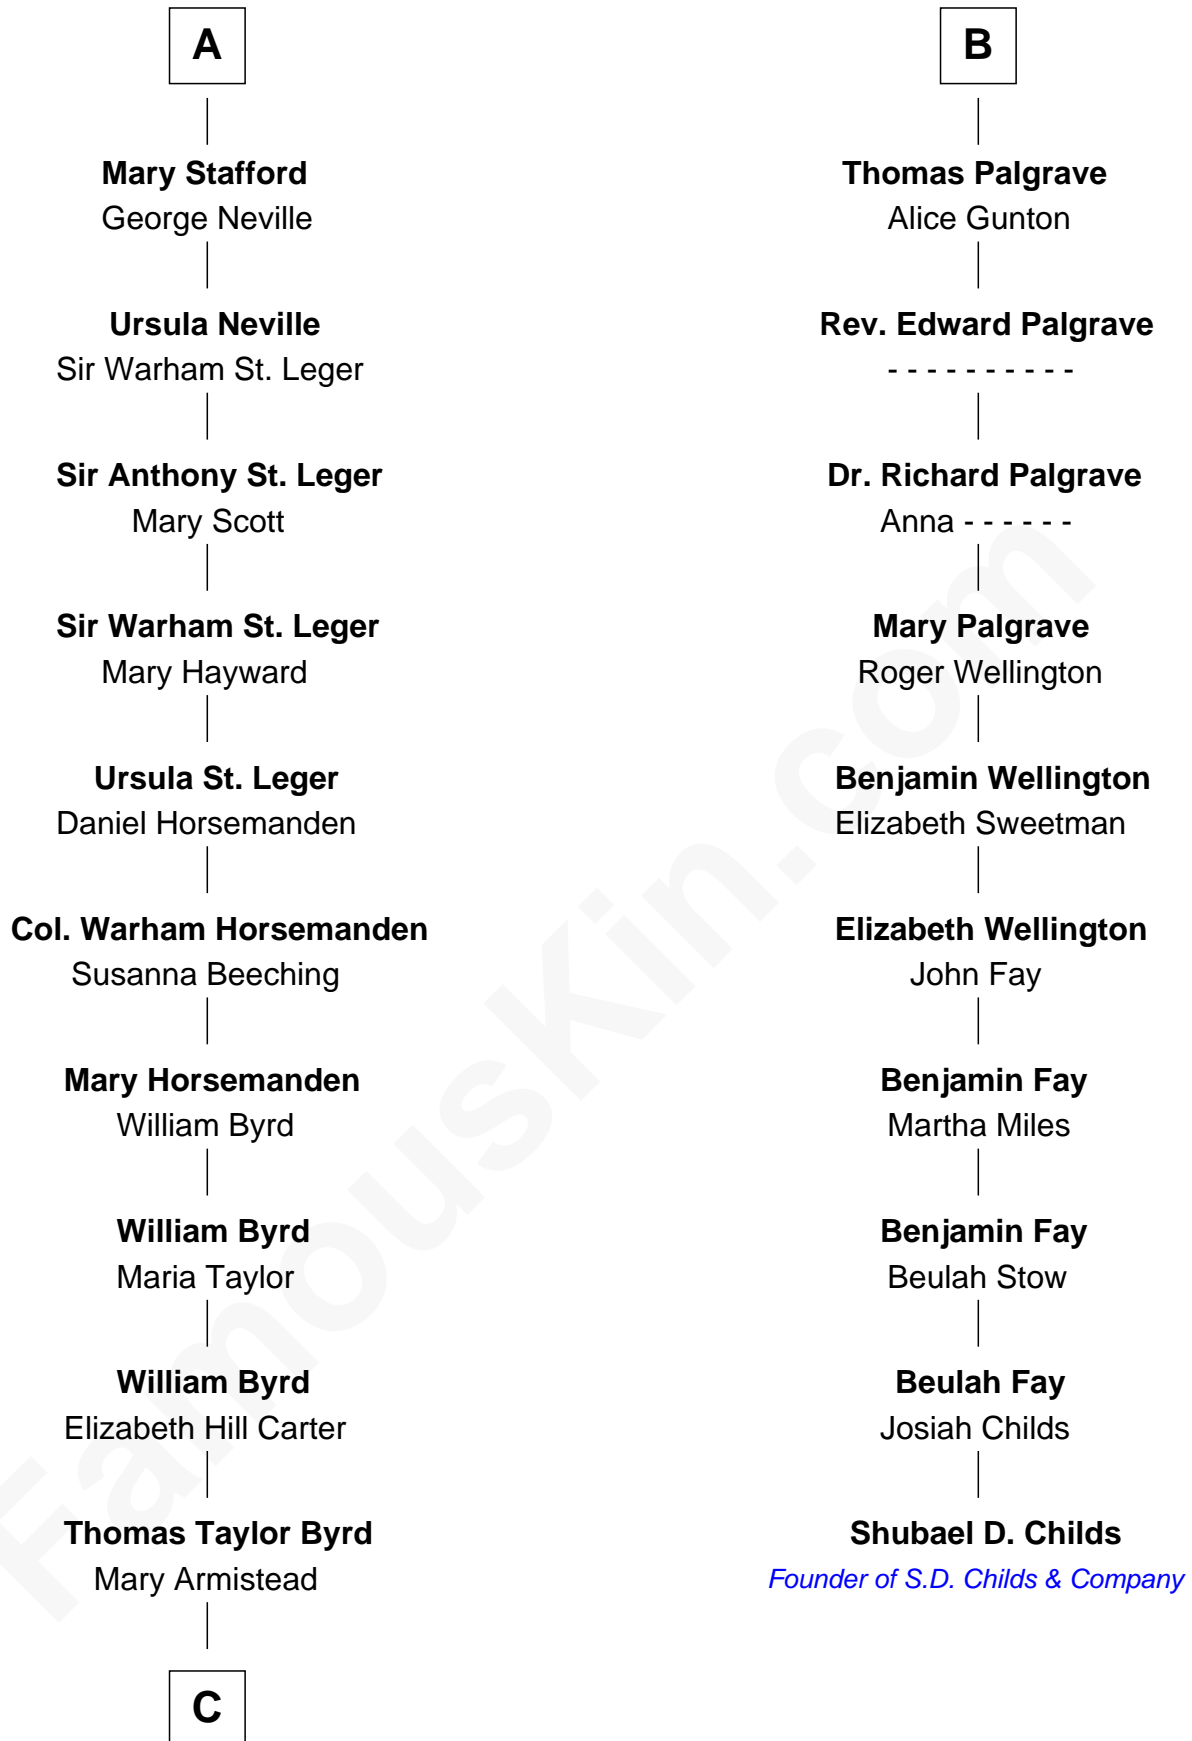 A
Mary Stafford
George Neville
Ursula Neville
Sir Warham St. Leger
Sir Anthony St. Leger
Mary Scott
Sir Warham St. Leger
Mary Hayward
Ursula St. Leger
Daniel Horsemanden
Col. Warham Horsemanden
Susanna Beeching
Mary Horsemanden
William Byrd
William Byrd
Maria Taylor
William Byrd
Elizabeth Hill Carter
Thomas Taylor Byrd
Mary Armistead
C
B
Thomas Palgrave
Alice Gunton
Rev. Edward Palgrave
- - - - - - - - - -
Dr. Richard Palgrave
Anna - - - - - -
Mary Palgrave
Roger Wellington
Benjamin Wellington
Elizabeth Sweetman
Elizabeth Wellington
John Fay
Benjamin Fay
Martha Miles
Benjamin Fay
Beulah Stow
Beulah Fay
Josiah Childs
Shubael D. Childs
Founder of S.D. Childs & Company
FamousKin.com